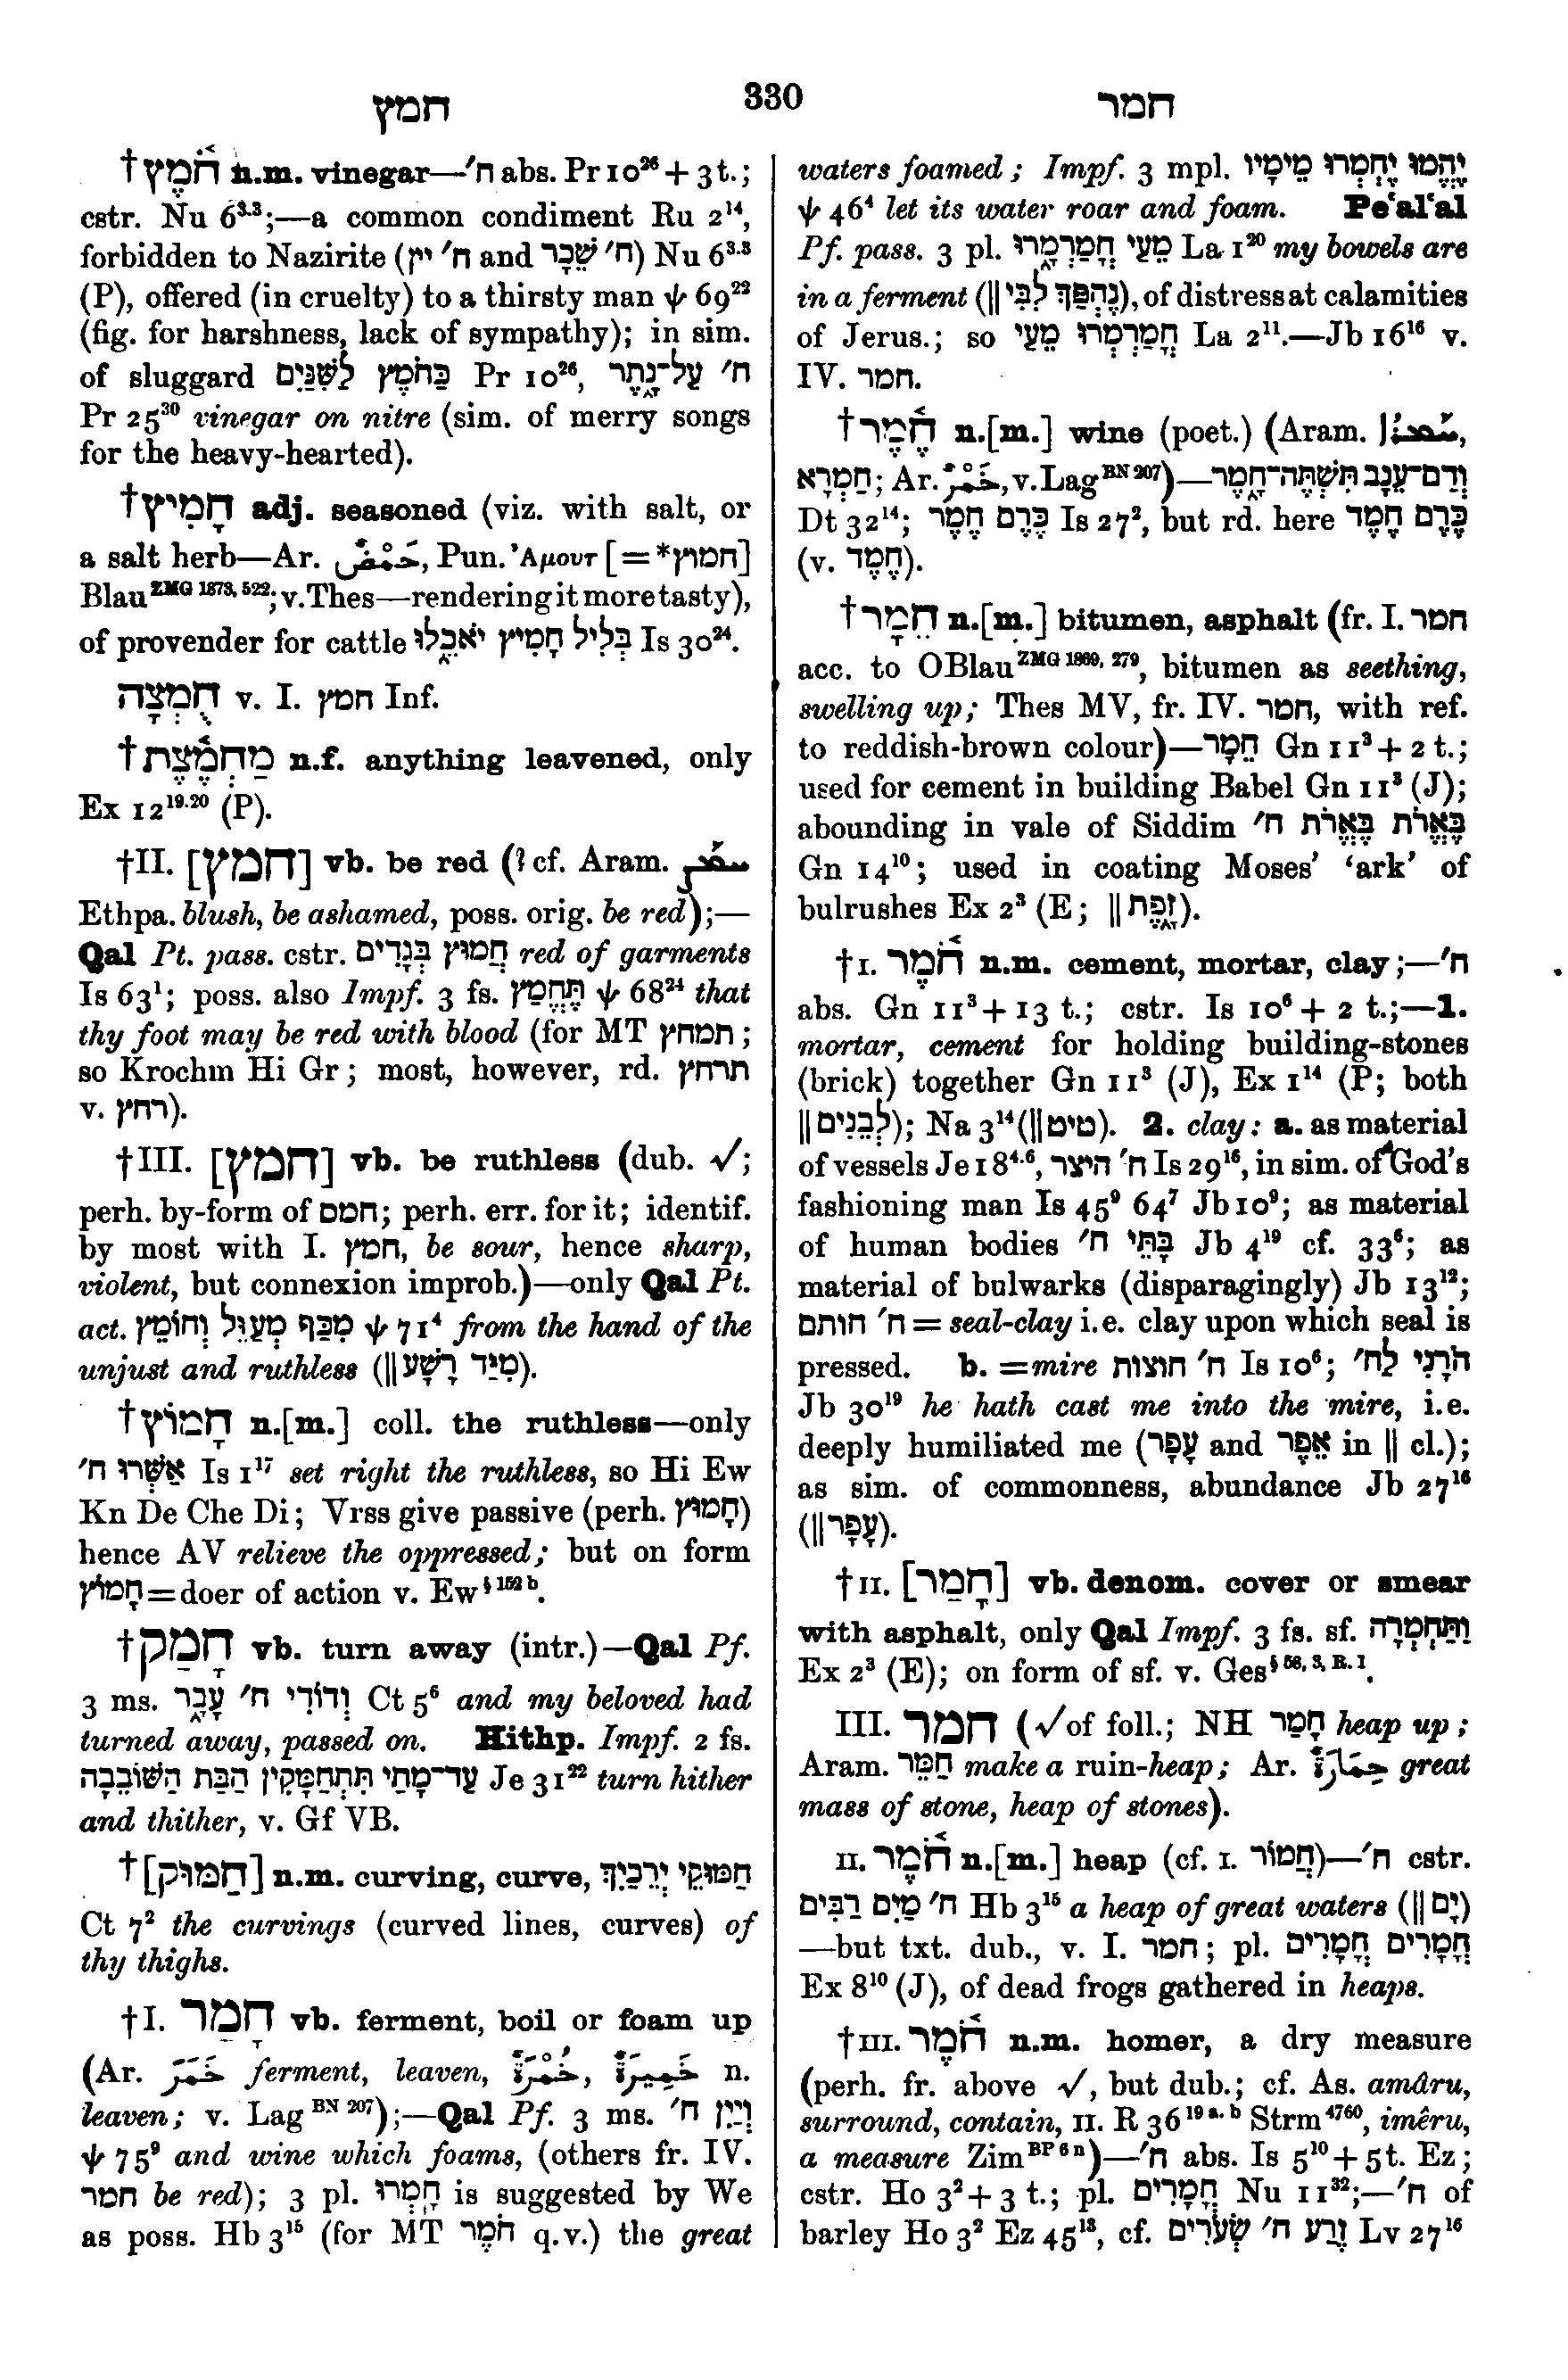 חמץ
330
חמר
†חֹ֫מֶץ n.m. vinegar—ח׳ abs. Pr 10²⁶ + 3 t.;
cstr. Nu 6³·³;—a common condiment Ru 2¹⁴,
forbidden to Nazirite (ח׳ יין and ח׳ שֵׁכָר) Nu 6³·³
(P), offered (in cruelty) to a thirsty man ψ 69²²
(fig. for harshness, lack of sympathy); in sim.
of sluggard כַּחֹמֶץ לַשִּׁנַּיִם Pr 10²⁶, ח׳ עַל־נָ֑תֶר
Pr 25³⁰ vinegar on nitre (sim. of merry songs
for the heavy-hearted).
†חָמִיץ adj. seasoned (viz. with salt, or
a salt herb—Ar. حَمْضٌ, Pun. Ἀμουτ [= *חמוץ]
Blau ZMG 1873, 522; v. Thes—rendering it more tasty),
of provender for cattle בְּלִיל חָמִיץ יֹאכֵ֑לוּ Is 30²⁴.
חֻמְצָה v. I. חמץ Inf.
†מַחְמֶ֫צֶת n.f. anything leavened, only
Ex 12¹⁹·²⁰ (P).
†II. [חמץ] vb. be red (? cf. Aram. ܚܡܥ
Ethpa. blush, be ashamed, poss. orig. be red);—
Qal Pt. pass. cstr. חֲמוּץ בְּגָדִים red of garments
Is 63¹; poss. also Impf. 3 fs. תֶּחֱמַץ ψ 68²⁴ that
thy foot may be red with blood (for MT תמחץ;
so Krochm Hi Gr; most, however, rd. תרחץ
v. רחץ).
†III. [חמץ] vb. be ruthless (dub. √;
perh. by-form of חמס; perh. err. for it; identif.
by most with I. חמץ, be sour, hence sharp,
violent, but connexion improb.)—only Qal Pt.
act. מִכַּף מְעַוֵּל וְחוֹמֵץ ψ 71⁴ from the hand of the
unjust and ruthless (‖ מִיַּד רָשָׁע).
†חָמוֹץ n.[m.] coll. the ruthless—only
אַשְּׁרוּ ח׳ Is 1¹⁷ set right the ruthless, so Hi Ew
Kn De Che Di; Vrss give passive (perh. חָמוּץ)
hence AV relieve the oppressed; but on form
חָמוֹץ = doer of action v. Ew § 152 b.
†חָמַק vb. turn away (intr.)—Qal Pf.
3 ms. וְדוֹדִי ח׳ עָבָ֑ר Ct 5⁶ and my beloved had
turned away, passed on. Hithp. Impf. 2 fs.
עַד־מָתַי תִּתְחַמָּקִין הַבַּת הַשּׁוֹבֵבָה Je 31²² turn hither
and thither, v. Gf VB.
†[חַמּוּק] n.m. curving, curve, חַמּוּקֵי יְרֵכַיִךְ
Ct 7² the curvings (curved lines, curves) of
thy thighs.
†I. חָמַר vb. ferment, boil or foam up
(Ar. خَمَرَ ferment, leaven, خُمْرَةٌ, خَمِيرَةٌ n.
leaven; v. Lag BN 207);—Qal Pf. 3 ms. וְיַיִן ח׳
ψ 75⁹ and wine which foams, (others fr. IV.
חמר be red); 3 pl. חָמְרוּ is suggested by We
as poss. Hb 3¹⁵ (for MT חֹמֶר q.v.) the great
waters foamed; Impf. 3 mpl. יֶהֱמוּ יֶחְמְרוּ מֵימָיו
ψ 46⁴ let its water roar and foam. Peʿalʿal
Pf. pass. 3 pl. מֵעַי חֳמַרְמָ֑רוּ La 1²⁰ my bowels are
in a ferment (‖ נֶהְפַּךְ לִבִּי), of distress at calamities
of Jerus.; so חֳמַרְמְרוּ מֵעַי La 2¹¹.—Jb 16¹⁶ v.
IV. חמר.
†חֶ֫מֶר n.[m.] wine (poet.) (Aram. ܚܡܪܐ,
חַמְרָא; Ar. خَمْرٌ, v. Lag BN 207)—וְדַם־עֵנָב תִּשְׁתֶּה־חָ֑מֶר
Dt 32¹⁴; כֶּרֶם חֶמֶר Is 27², but rd. here כֶּרֶם חֶמֶד
(v. חֶמֶד).
†חֵמָר n.[m.] bitumen, asphalt (fr. I. חמר
acc. to OBlau ZMG 1869, 279, bitumen as seething,
swelling up; Thes MV, fr. IV. חמר, with ref.
to reddish-brown colour)—חֵמָר Gn 11³ + 2 t.;
used for cement in building Babel Gn 11³ (J);
abounding in vale of Siddim בֶּאֱרֹת בֶּאֱרֹת ח׳
Gn 14¹⁰; used in coating Moses’ ‘ark’ of
bulrushes Ex 2³ (E; ‖ זָ֑פֶת).
†I. חֹ֫מֶר n.m. cement, mortar, clay;—ח׳
abs. Gn 11³ + 13 t.; cstr. Is 10⁶ + 2 t.;—1.
mortar, cement for holding building-stones
(brick) together Gn 11³ (J), Ex 1¹⁴ (P; both
‖ לְבֵנִים); Na 3¹⁴ (‖ טיט). 2. clay: a. as material
of vessels Je 18⁴·⁶, ח׳ היצר Is 29¹⁶, in sim. of God’s
fashioning man Is 45⁹ 64⁷ Jb 10⁹; as material
of human bodies בָּתֵּי ח׳ Jb 4¹⁹ cf. 33⁶; as
material of bulwarks (disparagingly) Jb 13¹²;
ח׳ חותם = seal-clay i.e. clay upon which seal is
pressed. b. = mire ח׳ חוצות Is 10⁶; הֹרָנִי לַח׳
Jb 30¹⁹ he hath cast me into the mire, i.e.
deeply humiliated me (עָפָר and אֵפֶר in ‖ cl.);
as sim. of commonness, abundance Jb 27¹⁶
(‖ עָפָר).
†II. [חָמַר] vb. denom. cover or smear
with asphalt, only Qal Impf. 3 fs. sf. וַתַּחְמְרָה
Ex 2³ (E); on form of sf. v. Ges § 58, 3, R. 1.
III. חמר (√ of foll.; NH חָמַר heap up;
Aram. חַמֵּר make a ruin-heap; Ar. حِمَارَةٌ great
mass of stone, heap of stones).
II. חֹ֫מֶר n.[m.] heap (cf. I. חֲמוֹר)—ח׳ cstr.
ח׳ מַיִם רַבִּים Hb 3¹⁵ a heap of great waters (‖ יָם)
—but txt. dub., v. I. חמר; pl. חֳמָרִים חֳמָרִים
Ex 8¹⁰ (J), of dead frogs gathered in heaps.
†III. חֹ֫מֶר n.m. homer, a dry measure
(perh. fr. above √, but dub.; cf. As. amâru,
surround, contain, II. R 36¹⁹ ᵃ·ᵇ Strm⁴⁷⁶⁰, imêru,
a measure Zim BP 6 n)—ח׳ abs. Is 5¹⁰ + 5 t. Ez;
cstr. Ho 3² + 3 t.; pl. חֳמָרִים Nu 11³²;—ח׳ of
barley Ho 3² Ez 45¹³, cf. זֶרַע ח׳ שְׂעֹרִים Lv 27¹⁶